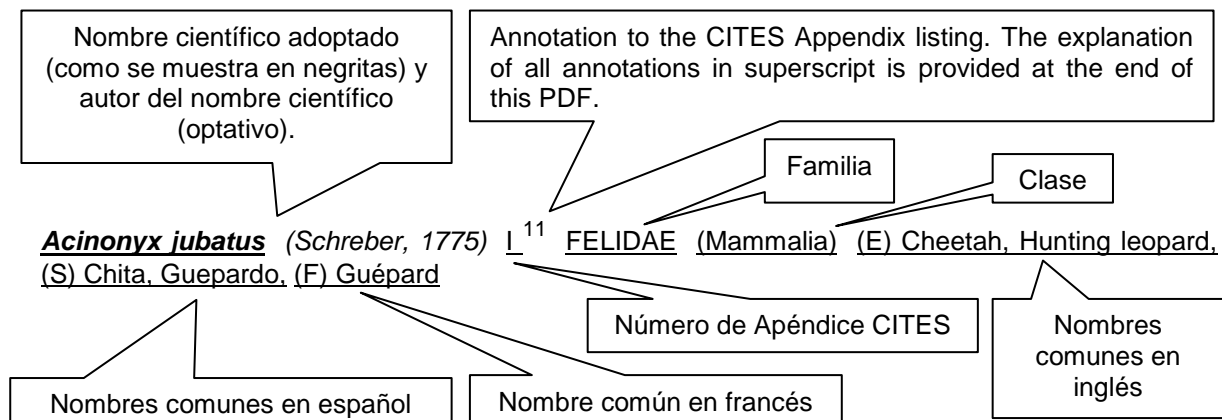 Nombre científico adoptado
(como se muestra en negritas) y
autor del nombre científico
(optativo).
Annotation to the CITES Appendix listing. The explanation
of all annotations in superscript is provided at the end of
this PDF.
Familia
Clase
Acinonyx jubatus (Schreber, 1775) I 11 FELIDAE (Mammalia) (E) Cheetah, Hunting leopard,
(S) Chita, Guepardo, (F) Guépard
Número de Apéndice CITES
Nombres
comunes en
inglés
Nombres comunes en español
Nombre común en francés